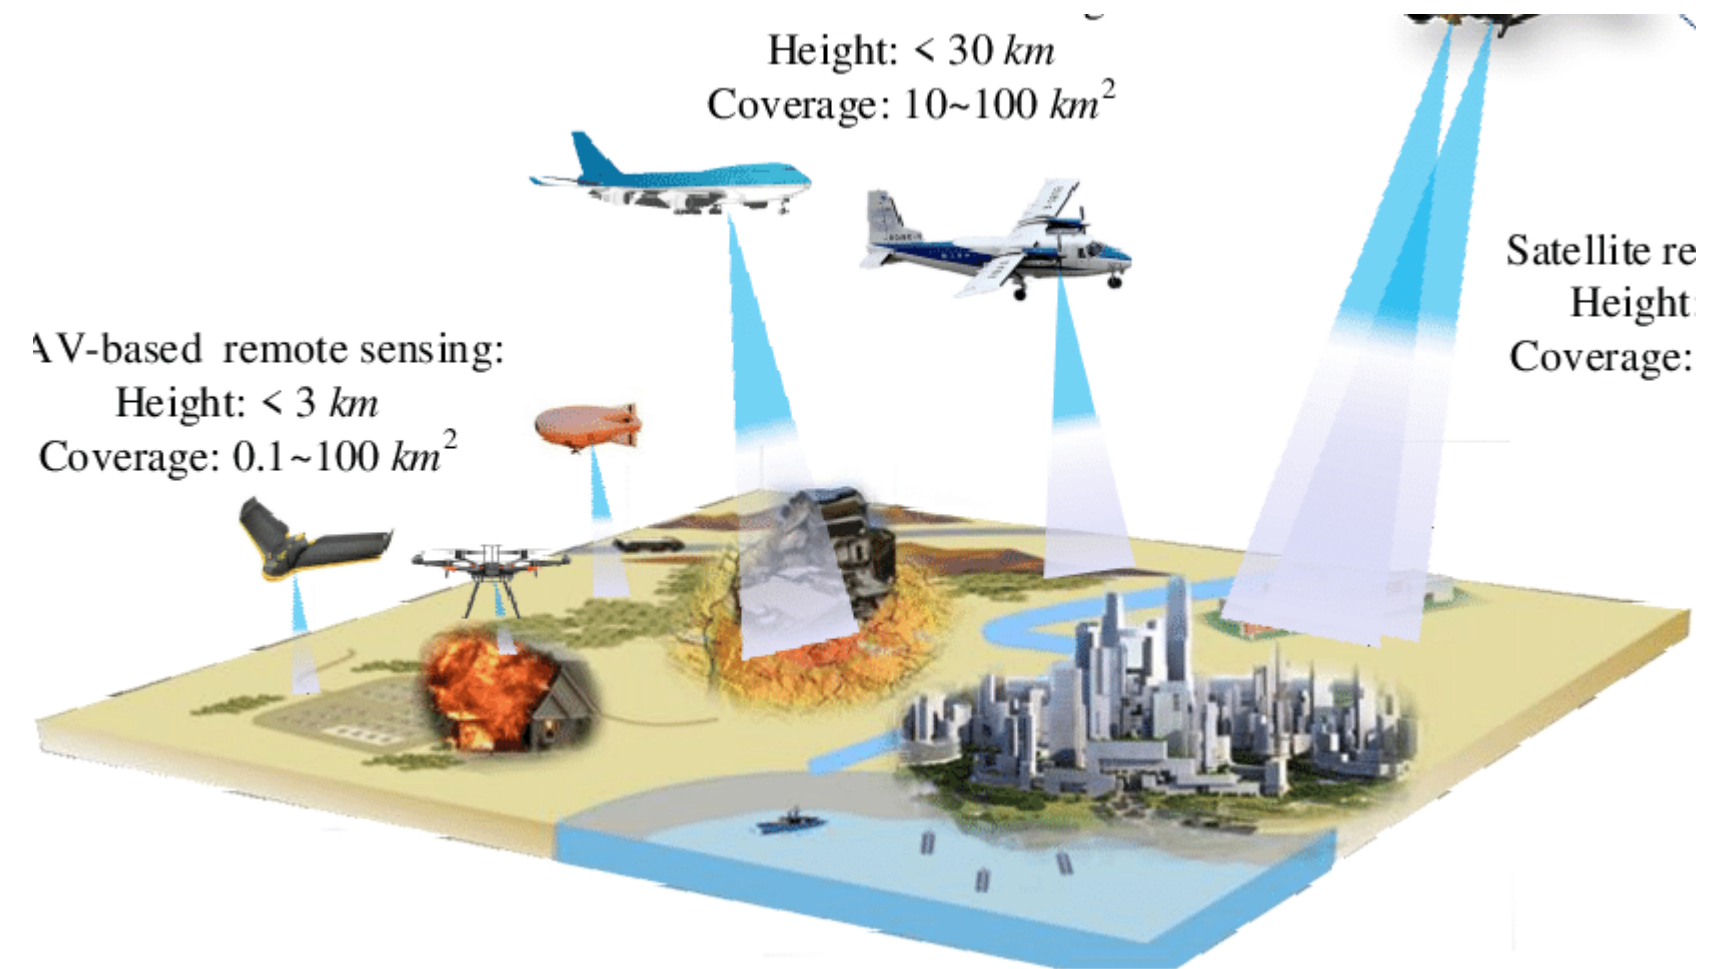 Height: < 30 km
Coverage: 10~100 km²
AV-based remote sensing:
Height: < 3 km
Coverage: 0.1~100 km²
Satellite re
Height:
Coverage: